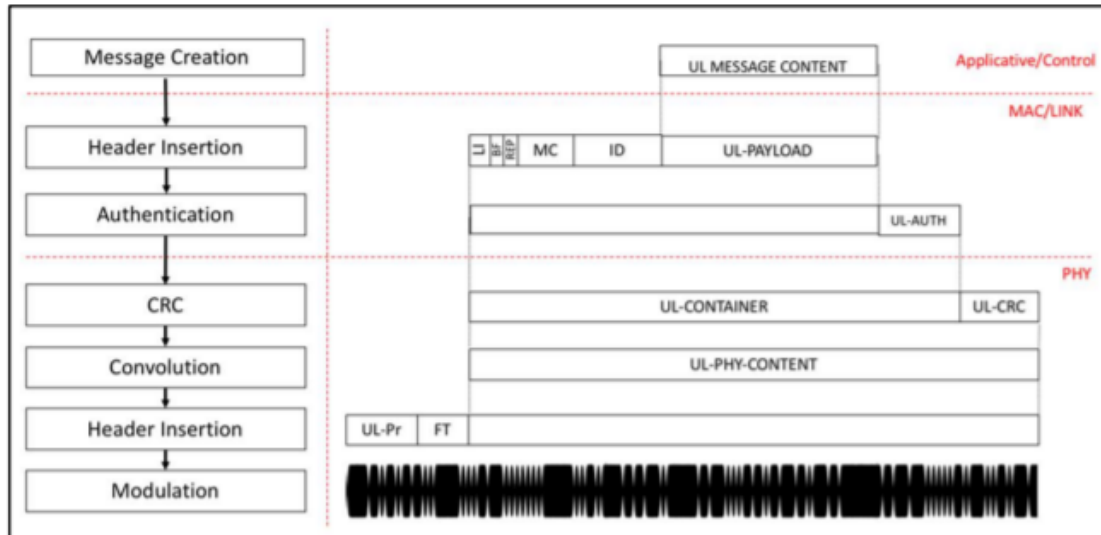 Message Creation
UL MESSAGE CONTENT
Applicative/Control
MAC/LINK
Header Insertion
LI BF REP MC ID UL-PAYLOAD
Authentication
UL-AUTH
PHY
CRC
UL-CONTAINER UL-CRC
Convolution
UL-PHY-CONTENT
Header Insertion
UL-Pr FT
Modulation